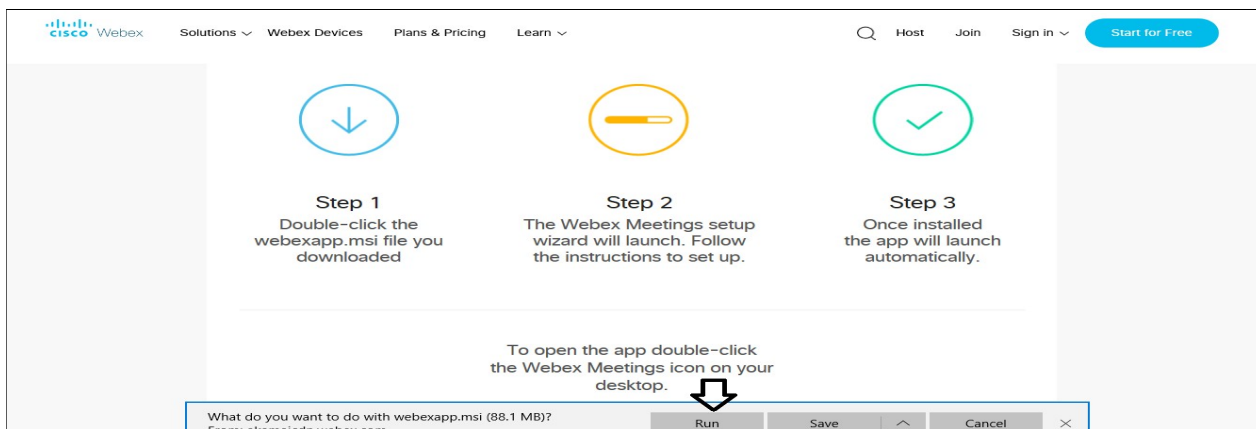 cisco Webex Solutions Webex Devices Plans & Pricing Learn Host Join Sign in Start for Free
Step 1
Double-click the
webexapp.msi file you
downloaded
Step 2
The Webex Meetings setup
wizard will launch. Follow
the instructions to set up.
Step 3
Once installed
the app will launch
automatically.
To open the app double-click
the Webex Meetings icon on your
desktop.
What do you want to do with webexapp.msi (88.1 MB)?
Run Save Cancel